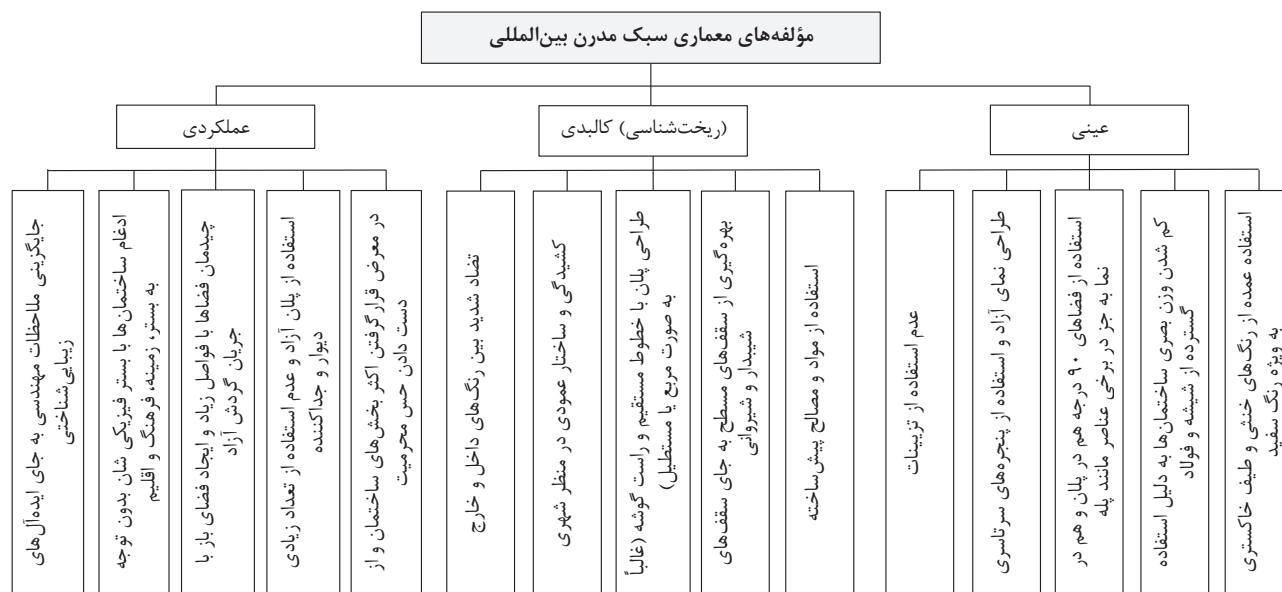 مؤلفه‌های معماری سبک مدرن بین‌المللی
عینی
استفاده عمده از رنگ‌های خنثی و طیف خاکستری
به ویژه رنگ سفید
کم شدن وزن بصری ساختمان‌ها به دلیل استفاده
گسترده از شیشه و فولاد
استفاده از فضاهای ۹۰ درجه هم در پلان و هم در
نما به جز در برخی عناصر مانند پله
طراحی نمای آزاد و استفاده از پنجره‌های سرتاسری
عدم استفاده از تزیینات
(ریخت‌شناسی) کالبدی
استفاده از مواد و مصالح پیش‌ساخته
بهره‌گیری از سقف‌های مسطح به جای سقف‌های
شیبدار و شیروانی
طراحی پلان با خطوط مستقیم و راست گوشه (غالباً
به صورت مربع یا مستطیل)
کشیدگی و ساختار عمودی در منظر شهری
تضاد شدید بین رنگ‌های داخل و خارج
عملکردی
در معرض قرارگرفتن اکثر بخش‌های ساختمان و از
دست دادن حس محرمیت
استفاده از پلان آزاد و عدم استفاده از تعداد زیادی
دیوار و جداکننده
چیدمان فضاها با فواصل زیاد و ایجاد فضای باز با
جریان گردش آزاد
ادغام ساختمان‌ها با بستر فیزیکی شان بدون توجه
به بستر، زمینه، فرهنگ و اقلیم
جایگزینی ملاحظات مهندسی به جای ایده‌آل‌های
زیبایی‌شناختی